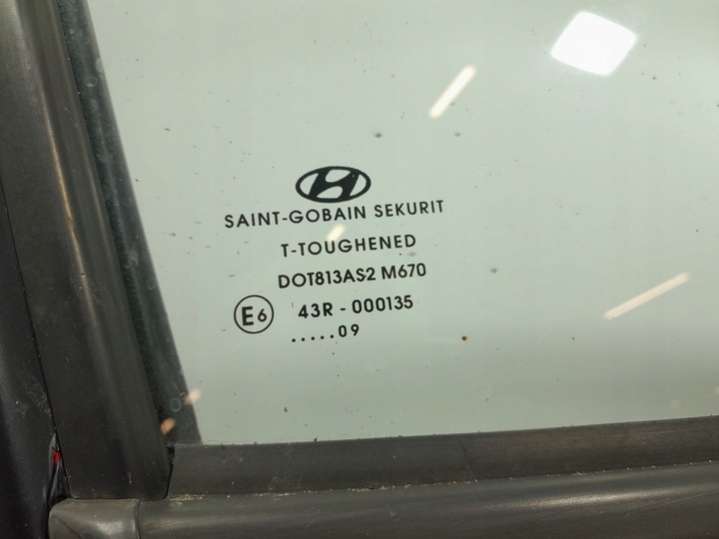 SAINT-GOBAIN SEKURIT
T-TOUGHENED
DOT813AS2 M670
E6 43R - 000135
.....09